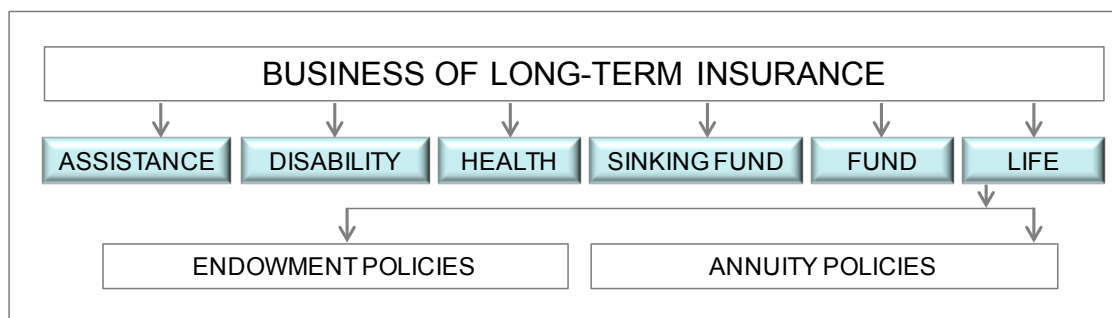 BUSINESS OF LONG-TERM INSURANCE
ASSISTANCE DISABILITY HEALTH SINKING FUND FUND LIFE
ENDOWMENT POLICIES ANNUITY POLICIES